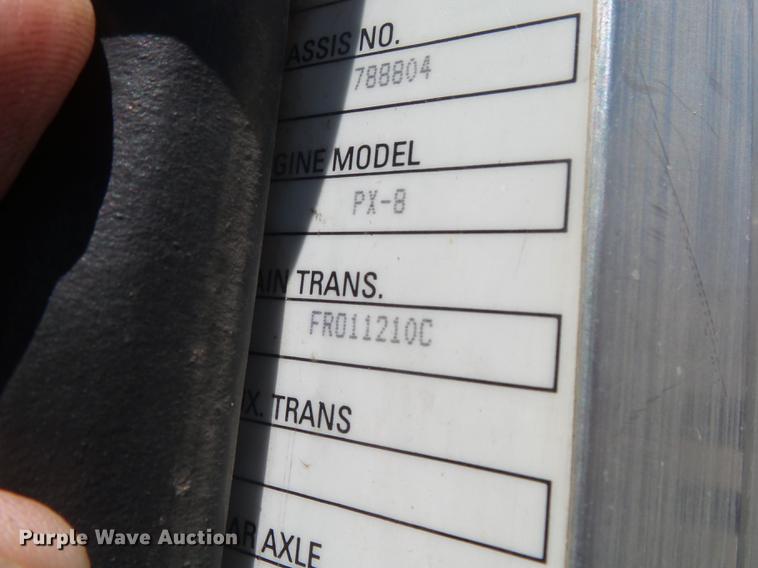 ASSIS NO.
788804
GINE MODEL
PX-8
AIN TRANS.
FRO11210C
X. TRANS
AR AXLE
Purple Wave Auction